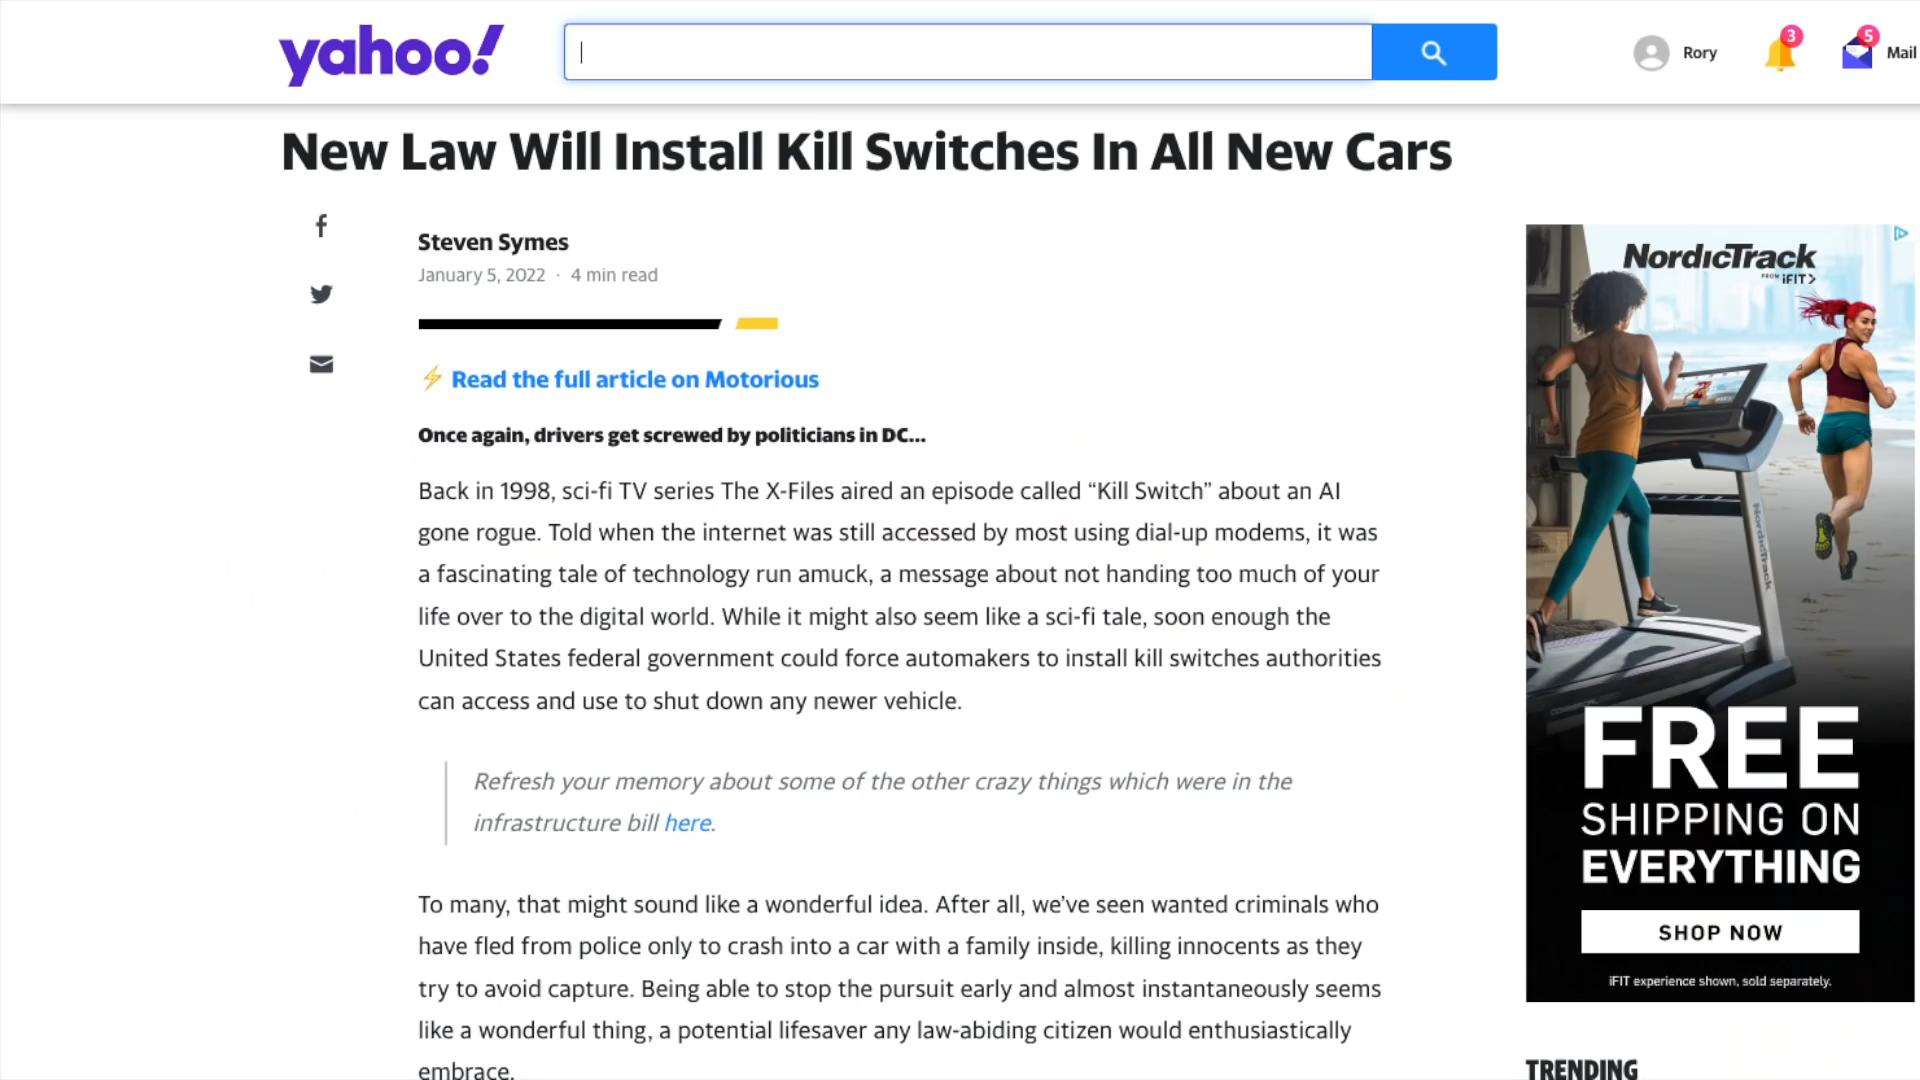 yahoo!
Rory
3
5
Mail
New Law Will Install Kill Switches In All New Cars
Steven Symes
January 5, 2022 · 4 min read
⚡ Read the full article on Motorious
Once again, drivers get screwed by politicians in DC…
Back in 1998, sci-fi TV series The X-Files aired an episode called “Kill Switch” about an AI
gone rogue. Told when the internet was still accessed by most using dial-up modems, it was
a fascinating tale of technology run amuck, a message about not handing too much of your
life over to the digital world. While it might also seem like a sci-fi tale, soon enough the
United States federal government could force automakers to install kill switches authorities
can access and use to shut down any newer vehicle.
Refresh your memory about some of the other crazy things which were in the
infrastructure bill here.
To many, that might sound like a wonderful idea. After all, we’ve seen wanted criminals who
have fled from police only to crash into a car with a family inside, killing innocents as they
try to avoid capture. Being able to stop the pursuit early and almost instantaneously seems
like a wonderful thing, a potential lifesaver any law-abiding citizen would enthusiastically
embrace.
NordicTrack
FROM iFIT>
NordicTrack
FREE
SHIPPING ON
EVERYTHING
SHOP NOW
iFIT experience shown, sold separately.
TRENDING